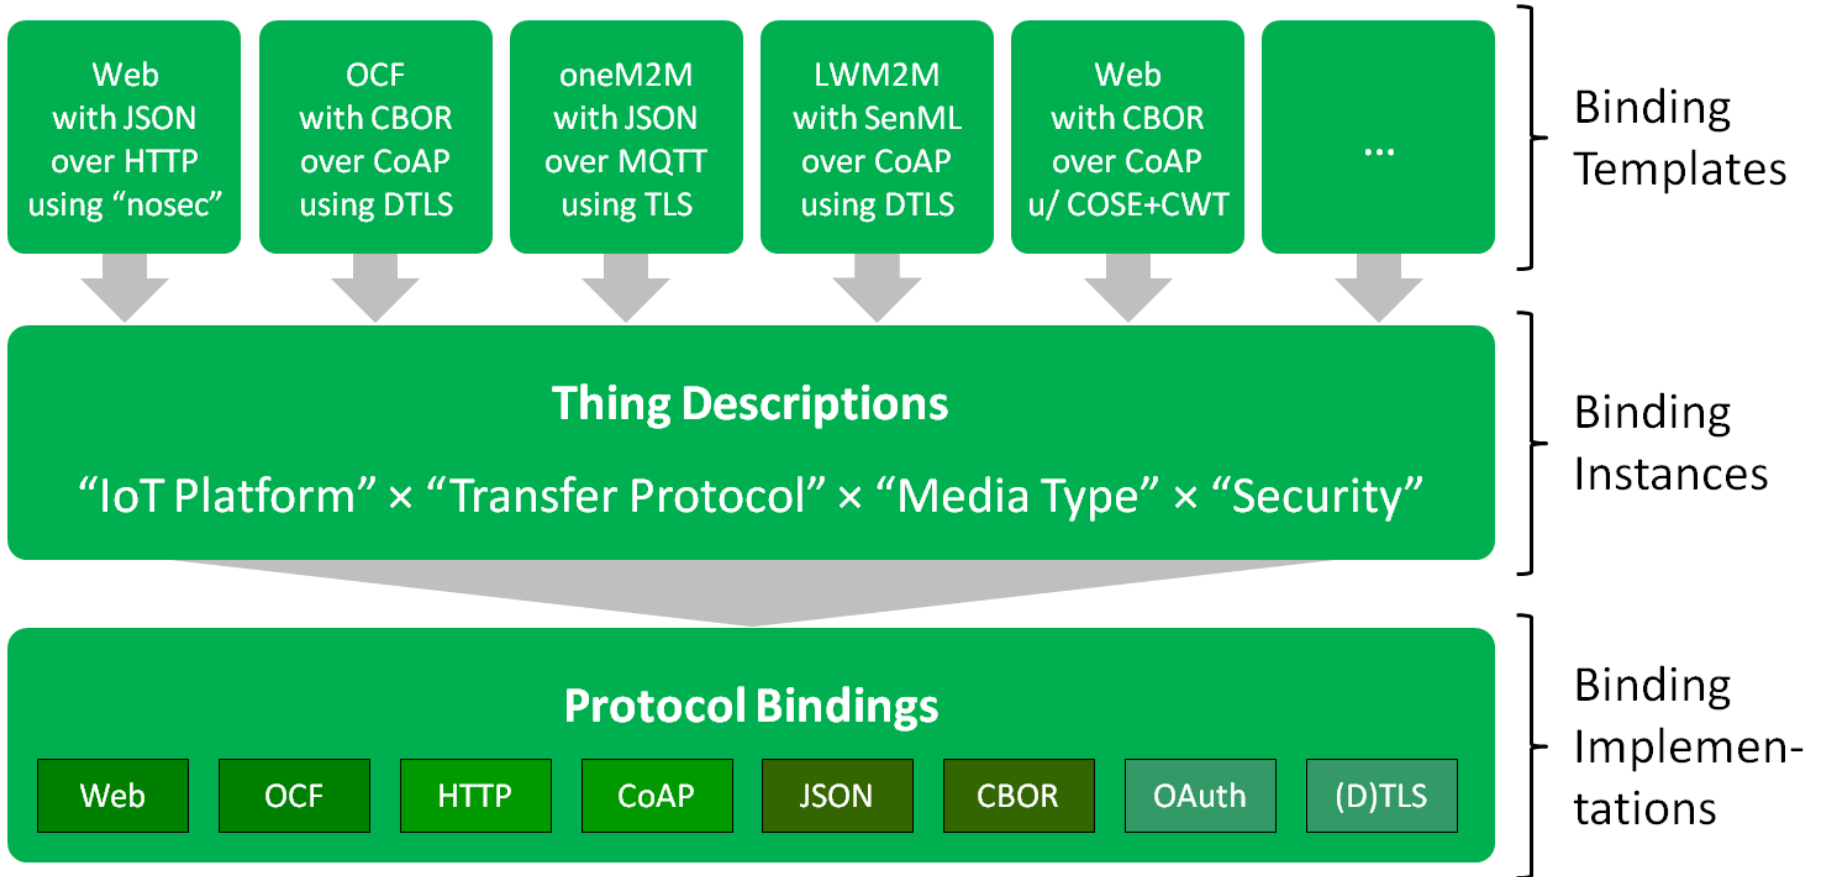 Web
with JSON
over HTTP
using “nosec”
OCF
with CBOR
over CoAP
using DTLS
oneM2M
with JSON
over MQTT
using TLS
LWM2M
with SenML
over CoAP
using DTLS
Web
with CBOR
over CoAP
u/ COSE+CWT
...
Binding
Templates
Thing Descriptions
“IoT Platform” × “Transfer Protocol” × “Media Type” × “Security”
Binding
Instances
Protocol Bindings
Web
OCF
HTTP
CoAP
JSON
CBOR
OAuth
(D)TLS
Binding
Implemen-
tations